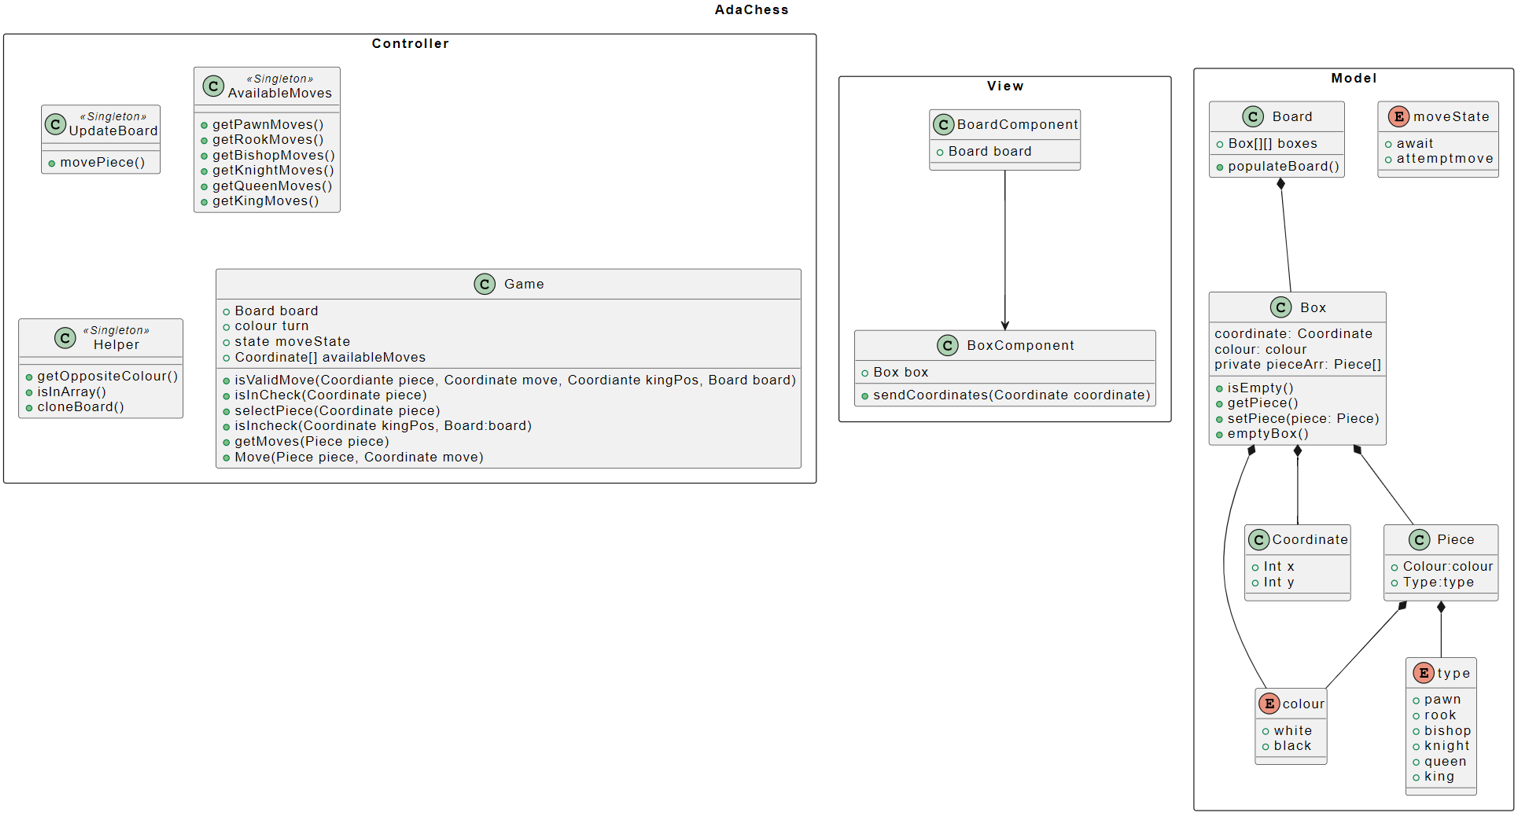 AdaChess
Controller
C
«Singleton»
UpdateBoard
movePiece()
C
«Singleton»
AvailableMoves
getPawnMoves()
getRookMoves()
getBishopMoves()
getKnightMoves()
getQueenMoves()
getKingMoves()
C
«Singleton»
Helper
getOppositeColour()
isInArray()
cloneBoard()
C Game
Board board
colour turn
state moveState
Coordinate[] availableMoves
isValidMove(Coordiante piece, Coordinate move, Coordiante kingPos, Board board)
isInCheck(Coordinate piece)
selectPiece(Coordinate piece)
isIncheck(Coordinate kingPos, Board:board)
getMoves(Piece piece)
Move(Piece piece, Coordinate move)
View
C BoardComponent
Board board
C BoxComponent
Box box
sendCoordinates(Coordinate coordinate)
Model
C Board
Box[][] boxes
populateBoard()
E moveState
await
attemptmove
C Box
coordinate: Coordinate
colour: colour
private pieceArr: Piece[]
isEmpty()
getPiece()
setPiece(piece: Piece)
emptyBox()
C Coordinate
Int x
Int y
C Piece
Colour:colour
Type:type
E colour
white
black
E type
pawn
rook
bishop
knight
queen
king